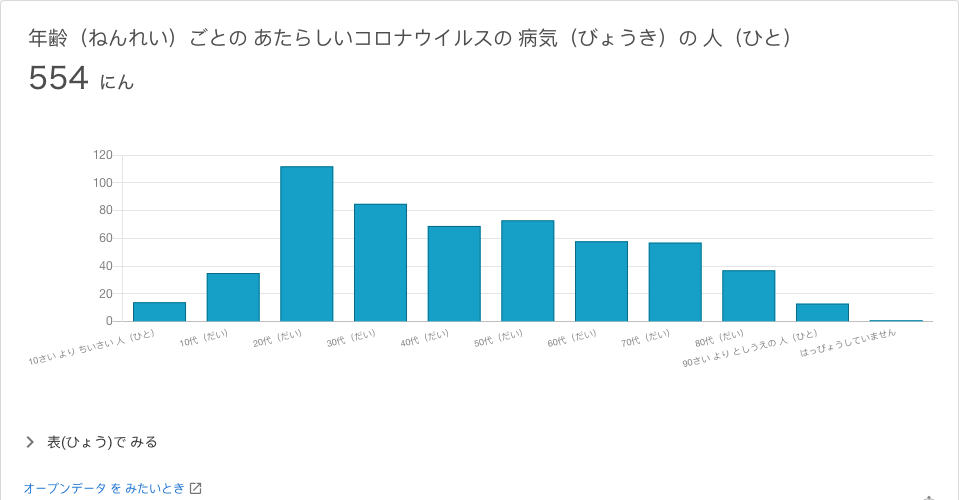 年齢（ねんれい）ごとの あたらしいコロナウイルスの 病気（びょうき）の 人（ひと）
554 にん
120
100
80
60
40
20
0
10さい より ちいさい 人（ひと）
10代（だい）
20代（だい）
30代（だい）
40代（だい）
50代（だい）
60代（だい）
70代（だい）
80代（だい）
90さい より としうえの 人（ひと）
はっぴょうしていません
表(ひょう)で みる
オープンデータ を みたいとき